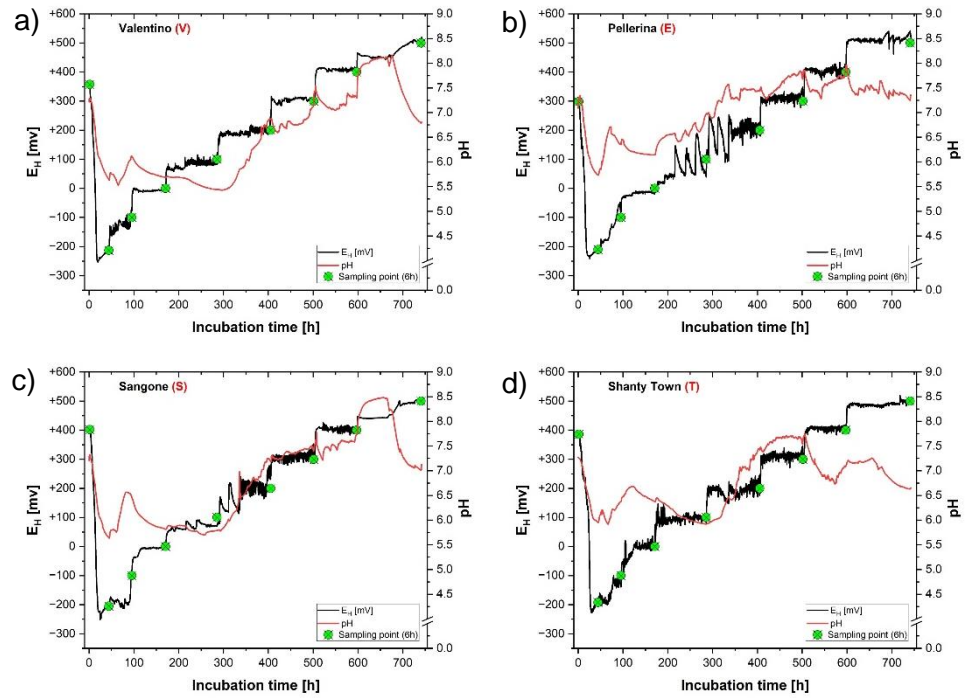 a)
Valentino (V)
+600
+500
+400
+300
+200
+100
0
−100
−200
−300
E_H [mv]
9.0
8.5
8.0
7.5
7.0
6.5
6.0
5.5
5.0
4.5
0.0
pH
E_H [mV]
pH
Sampling point (6h)
0 100 200 300 400 500 600 700
Incubation time [h]
b)
Pellerina (E)
+600
+500
+400
+300
+200
+100
0
−100
−200
−300
E_H [mv]
9.0
8.5
8.0
7.5
7.0
6.5
6.0
5.5
5.0
4.5
0.0
pH
E_H [mV]
pH
Sampling point (6h)
0 100 200 300 400 500 600 700
Incubation time [h]
c)
Sangone (S)
+600
+500
+400
+300
+200
+100
0
−100
−200
−300
E_H [mv]
9.0
8.5
8.0
7.5
7.0
6.5
6.0
5.5
5.0
4.5
0.0
pH
E_H [mV]
pH
Sampling point (6h)
0 100 200 300 400 500 600 700
Incubation time [h]
d)
Shanty Town (T)
+600
+500
+400
+300
+200
+100
0
−100
−200
−300
E_H [mv]
9.0
8.5
8.0
7.5
7.0
6.5
6.0
5.5
5.0
4.5
0.0
pH
E_H [mV]
pH
Sampling point (6h)
0 100 200 300 400 500 600 700
Incubation time [h]